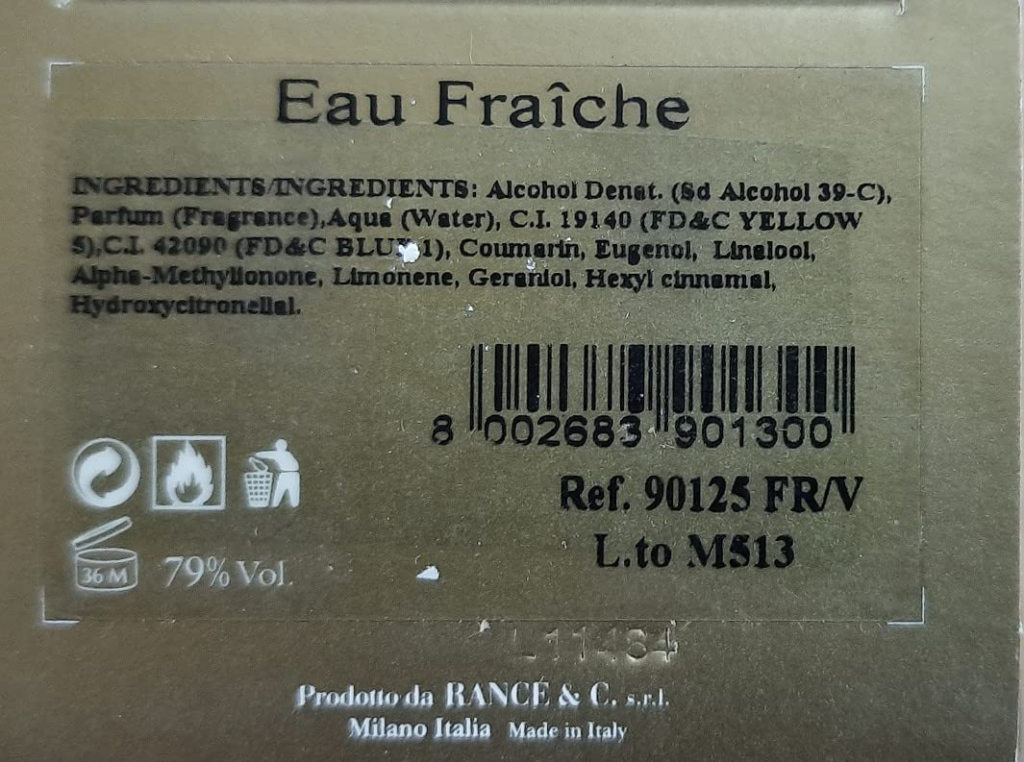 Eau Fraîche
INGREDIENTS/INGREDIENTS: Alcohol Denat. (Sd Alcohol 39-C),
Parfum (Fragrance),Aqua (Water), C.I. 19140 (FD&C YELLOW
5),C.I. 42090 (FD&C BLUE 1), Coumarin, Eugenol, Linalool,
Alpha-Methylionone, Limonene, Geraniol, Hexyl cinnamal,
Hydroxycitronellal.
8 002683 901300
Ref. 90125 FR/V
L.to M513
36 M
79% Vol.
L11484
Prodotto da RANCÉ & C. s.r.l.
Milano Italia Made in Italy